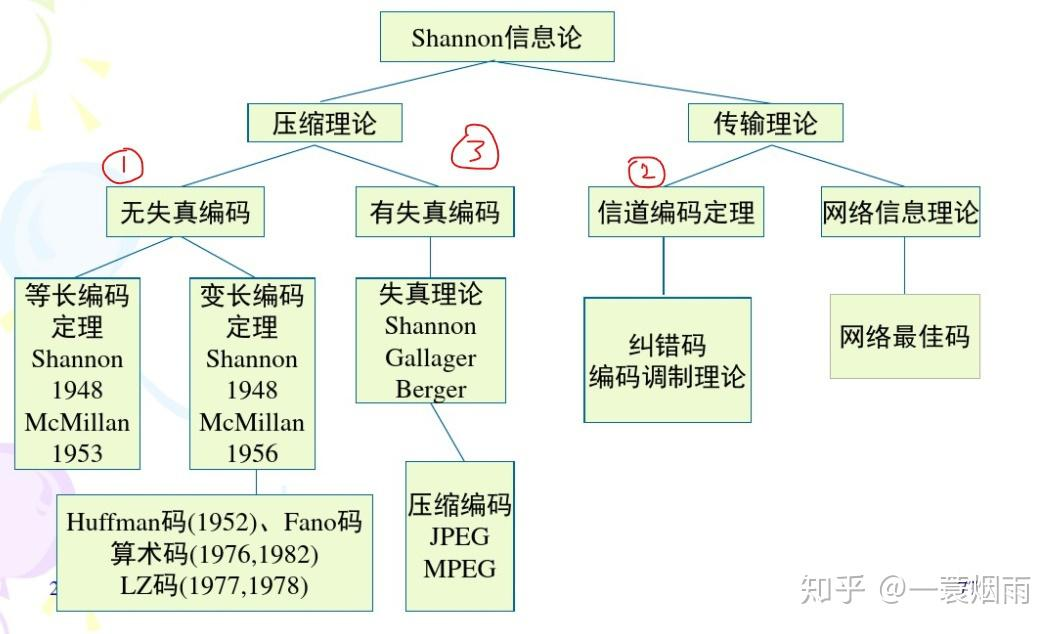 Shannon信息论
压缩理论
传输理论
①
③
②
无失真编码
有失真编码
信道编码定理
网络信息理论
等长编码
定理
Shannon
1948
McMillan
1953
变长编码
定理
Shannon
1948
McMillan
1956
失真理论
Shannon
Gallager
Berger
纠错码
编码调制理论
网络最佳码
Huffman码(1952)、Fano码
算术码(1976,1982)
LZ码(1977,1978)
压缩编码
JPEG
MPEG
2
知乎 @一蓑烟雨